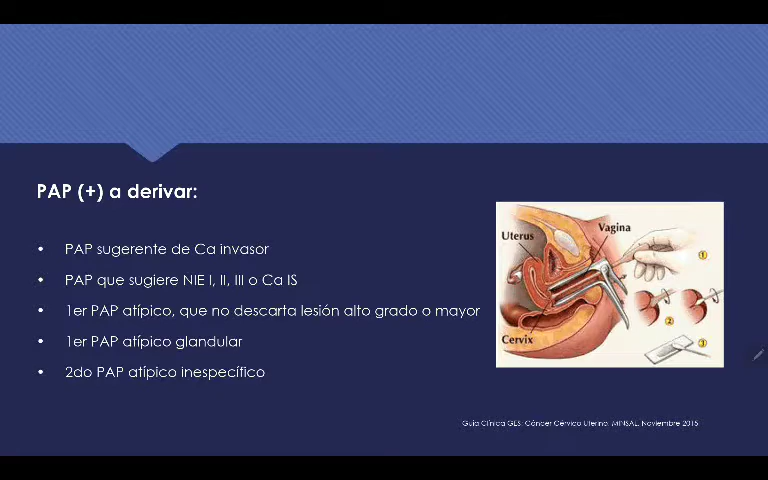 PAP (+) a derivar:
• PAP sugerente de Ca invasor
• PAP que sugiere NIE I, II, III o Ca IS
• 1er PAP atípico, que no descarta lesión alto grado o mayor
• 1er PAP atípico glandular
• 2do PAP atípico inespecífico
Uterus
Vagina
Cervix
1
2
3
Guía Clínica GES: Cáncer Cérvico Uterino. MINSAL, Noviembre 2015